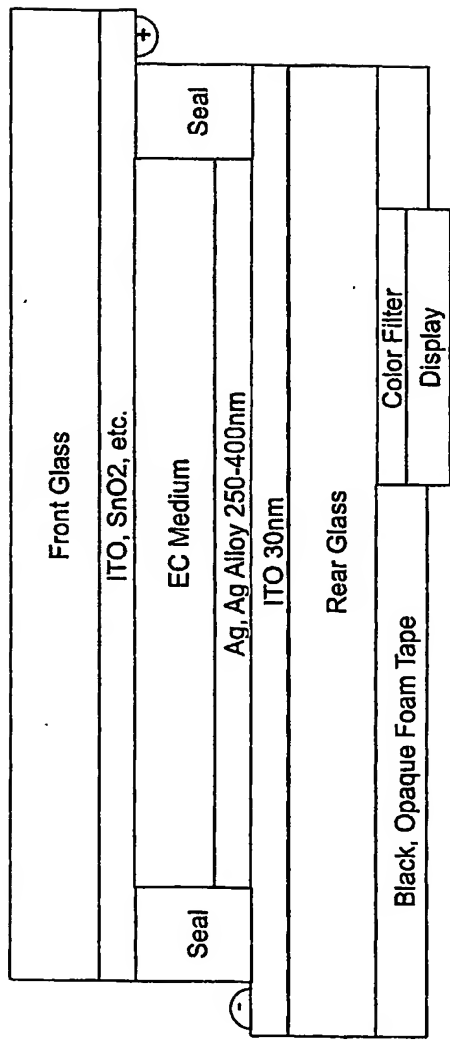 Front Glass
ITO, SnO2, etc.
+
Seal
EC Medium
Seal
Ag, Ag Alloy 250-400nm
-
ITO 30nm
Rear Glass
Black, Opaque Foam Tape
Color Filter
Display